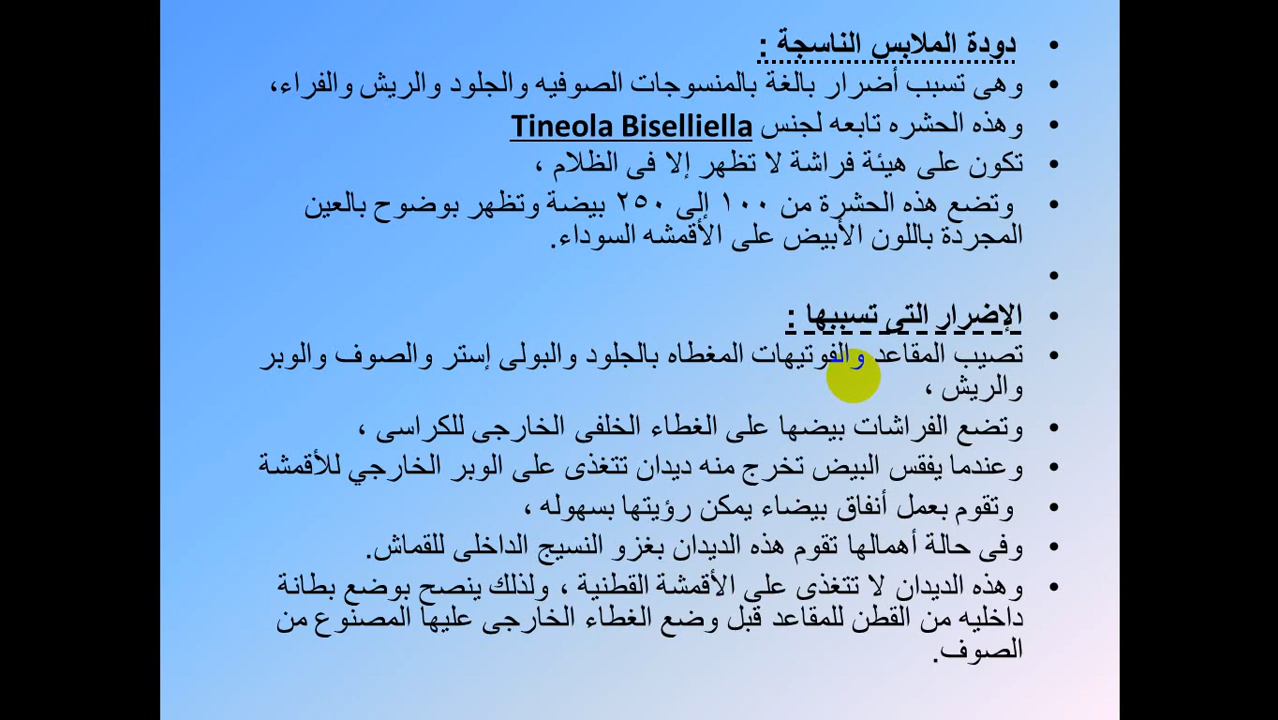 • دودة الملابس الناسجة :
• وهى تسبب أضرار بالغة بالمنسوجات الصوفيه والجلود والريش والفراء،
• وهذه الحشره تابعه لجنس Tineola Biselliella
• تكون على هيئة فراشة لا تظهر إلا فى الظلام ،
• وتضع هذه الحشرة من ١٠٠ إلى ٢٥٠ بيضة وتظهر بوضوح بالعين
المجردة باللون الأبيض على الأقمشه السوداء.
•
• الإضرار التى تسببها :
• تصيب المقاعد والفوتيهات المغطاه بالجلود والبولى إستر والصوف والوبر
والريش ،
• وتضع الفراشات بيضها على الغطاء الخلفى الخارجى للكراسى ،
• وعندما يفقس البيض تخرج منه ديدان تتغذى على الوبر الخارجي للأقمشة
• وتقوم بعمل أنفاق بيضاء يمكن رؤيتها بسهوله ،
• وفى حالة أهمالها تقوم هذه الديدان بغزو النسيج الداخلى للقماش.
• وهذه الديدان لا تتغذى على الأقمشة القطنية ، ولذلك ينصح بوضع بطانة
داخليه من القطن للمقاعد قبل وضع الغطاء الخارجى عليها المصنوع من
الصوف.